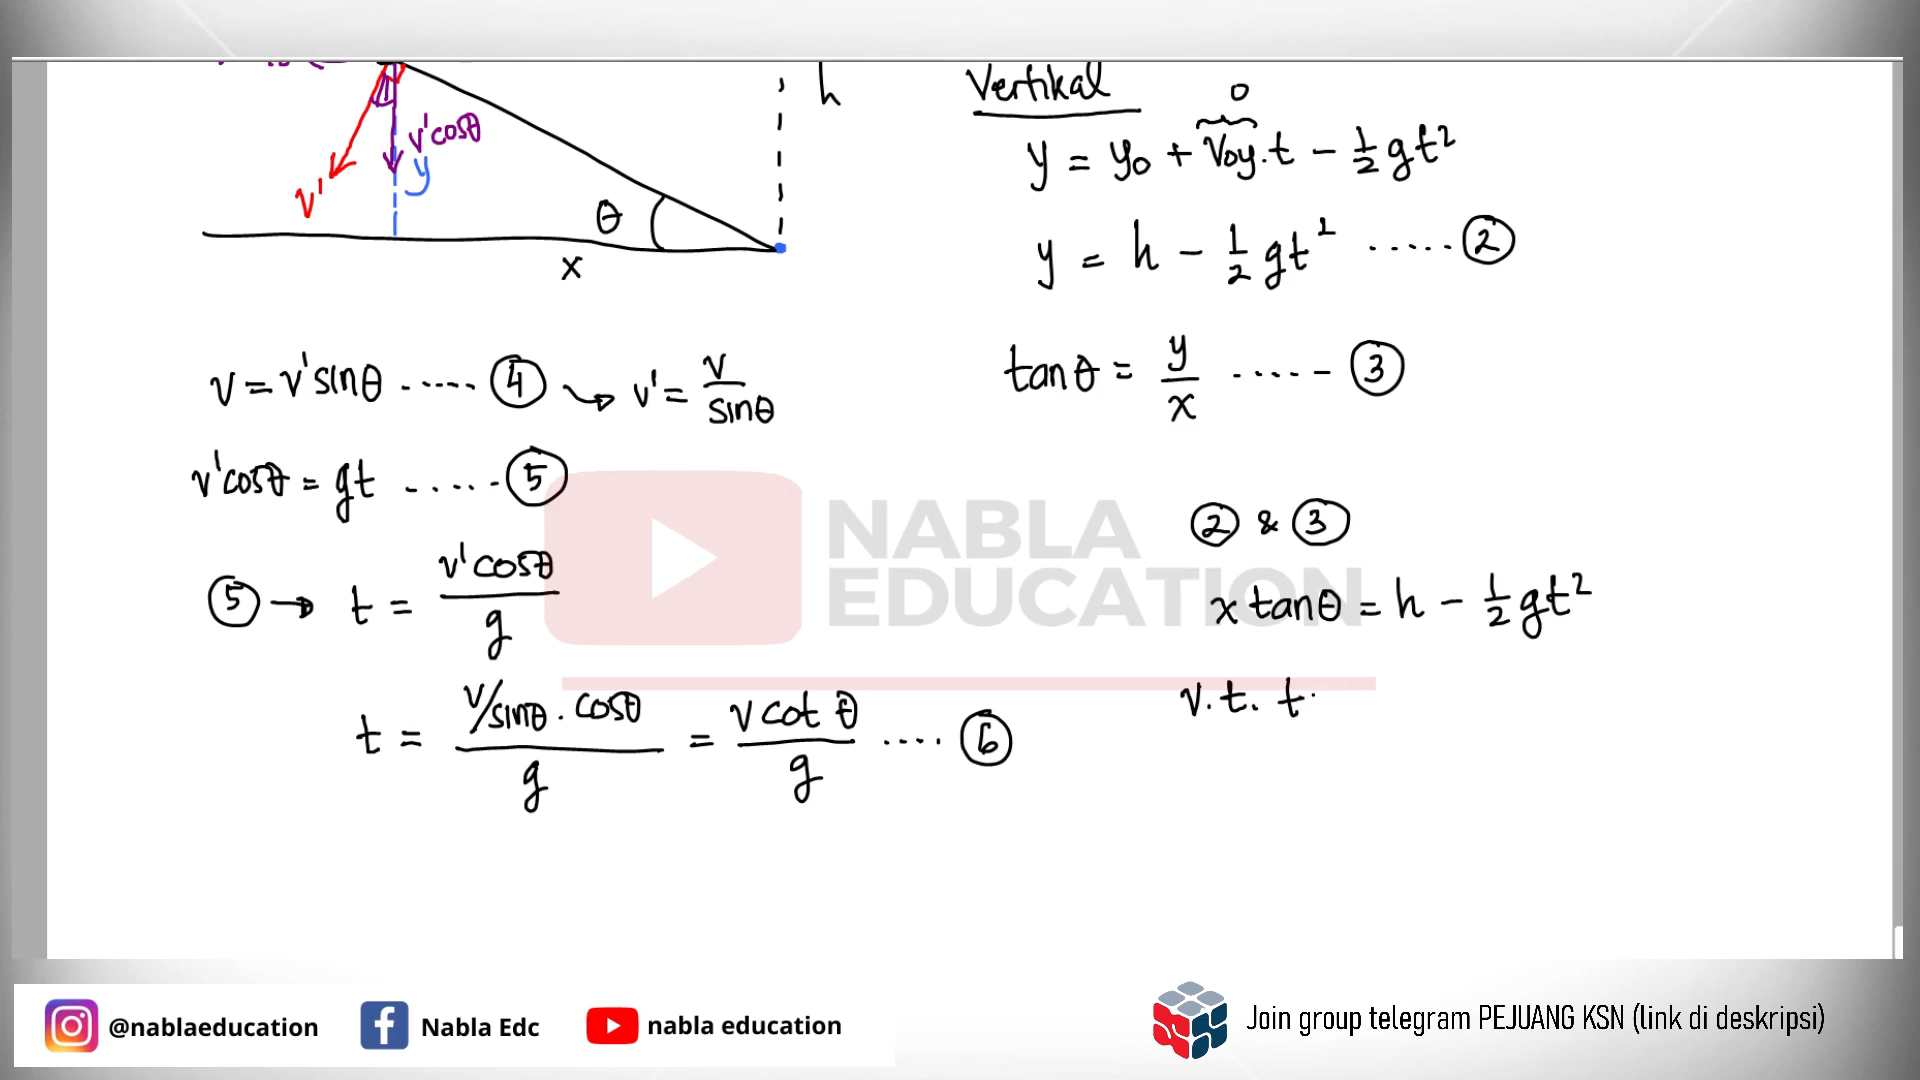 h
v'cosθ
y
v'
θ
x
v = v'sinθ ..... ④ → v' = v/sinθ
v'cosθ = gt ..... ⑤
⑤ → t = v'cosθ/g
t = (v/sinθ . cosθ)/g = v cot θ/g .... ⑥
Vertikal
0
y = y₀ + v₀y.t − ½gt²
y = h − ½gt² ..... ②
tanθ = y/x ..... ③
② & ③
x tanθ = h − ½gt²
v.t. t.
NABLA
EDUCATION
@nablaeducation
Nabla Edc
nabla education
Join group telegram PEJUANG KSN (link di deskripsi)